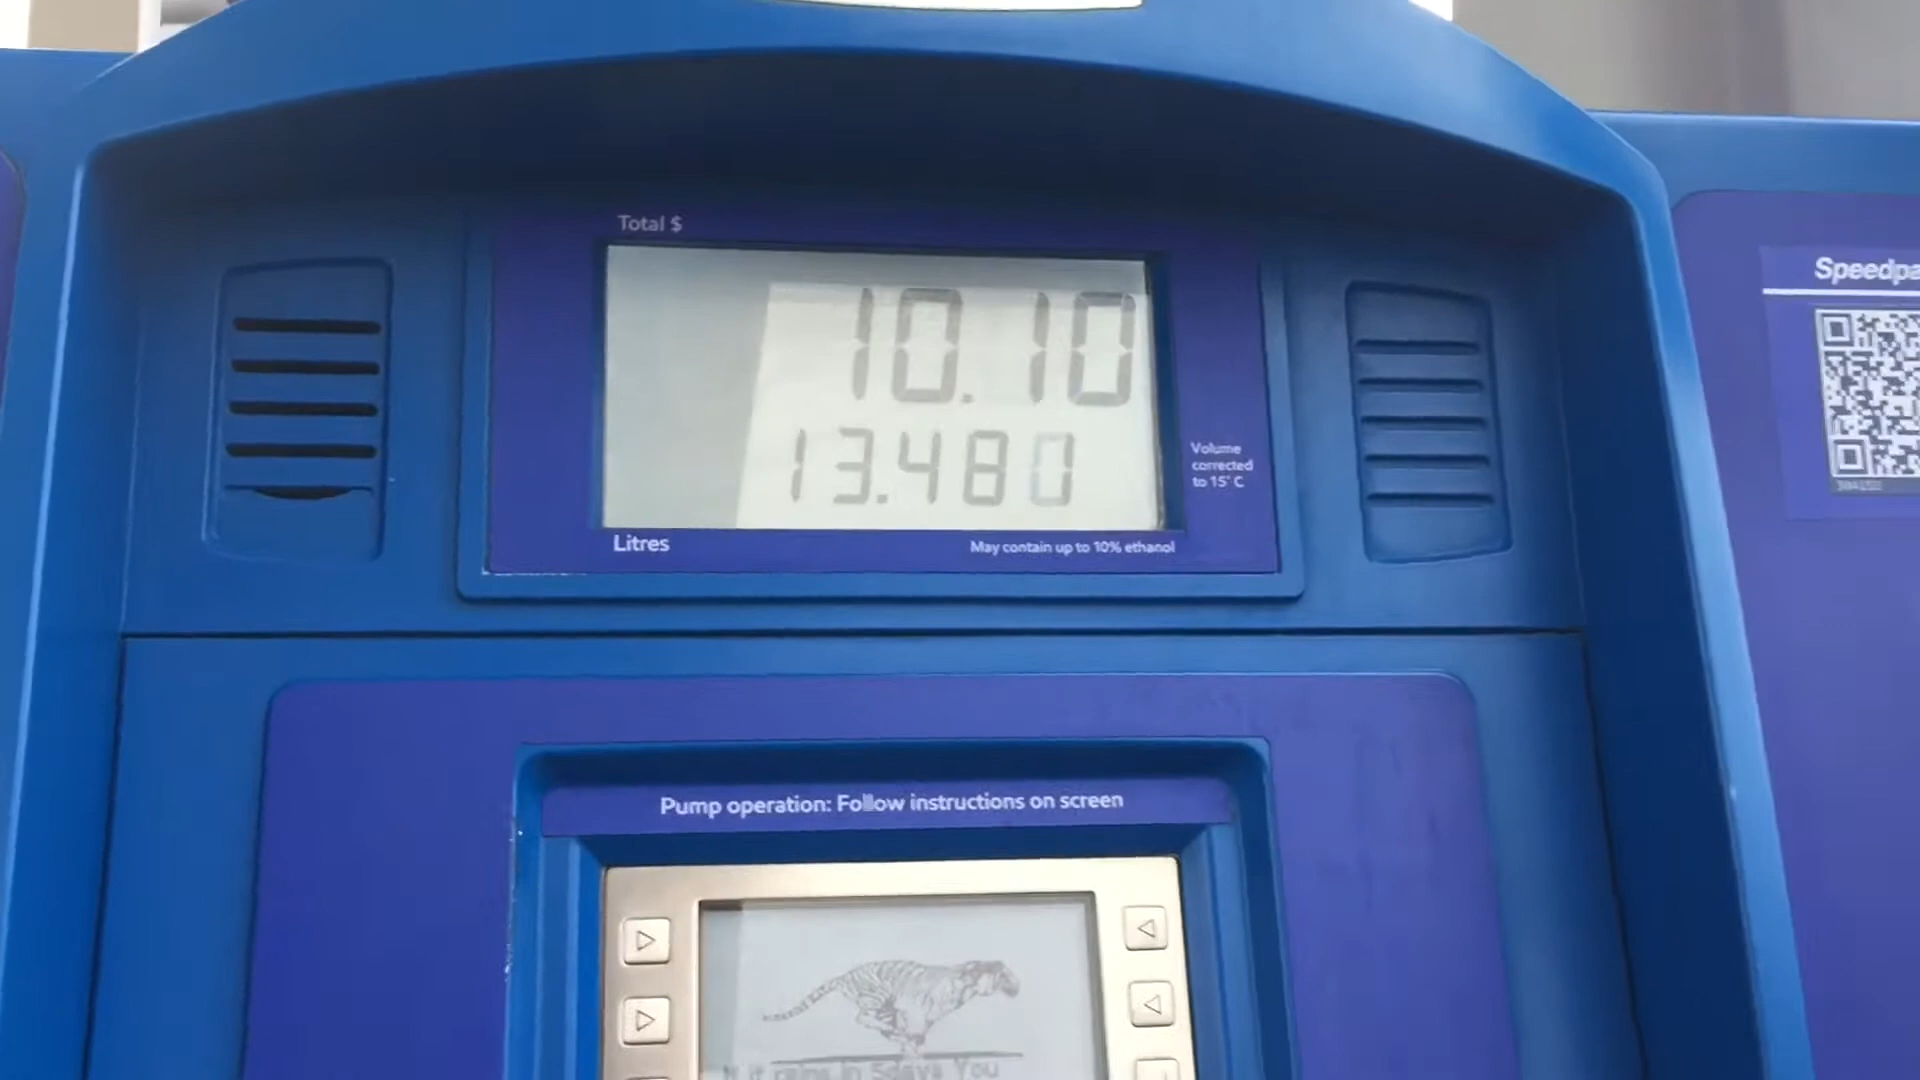 Total $
10.10
13.480
Volume
corrected
to 15°C
Litres
May contain up to 10% ethanol
Speedpa
Pump operation: Follow instructions on screen
You